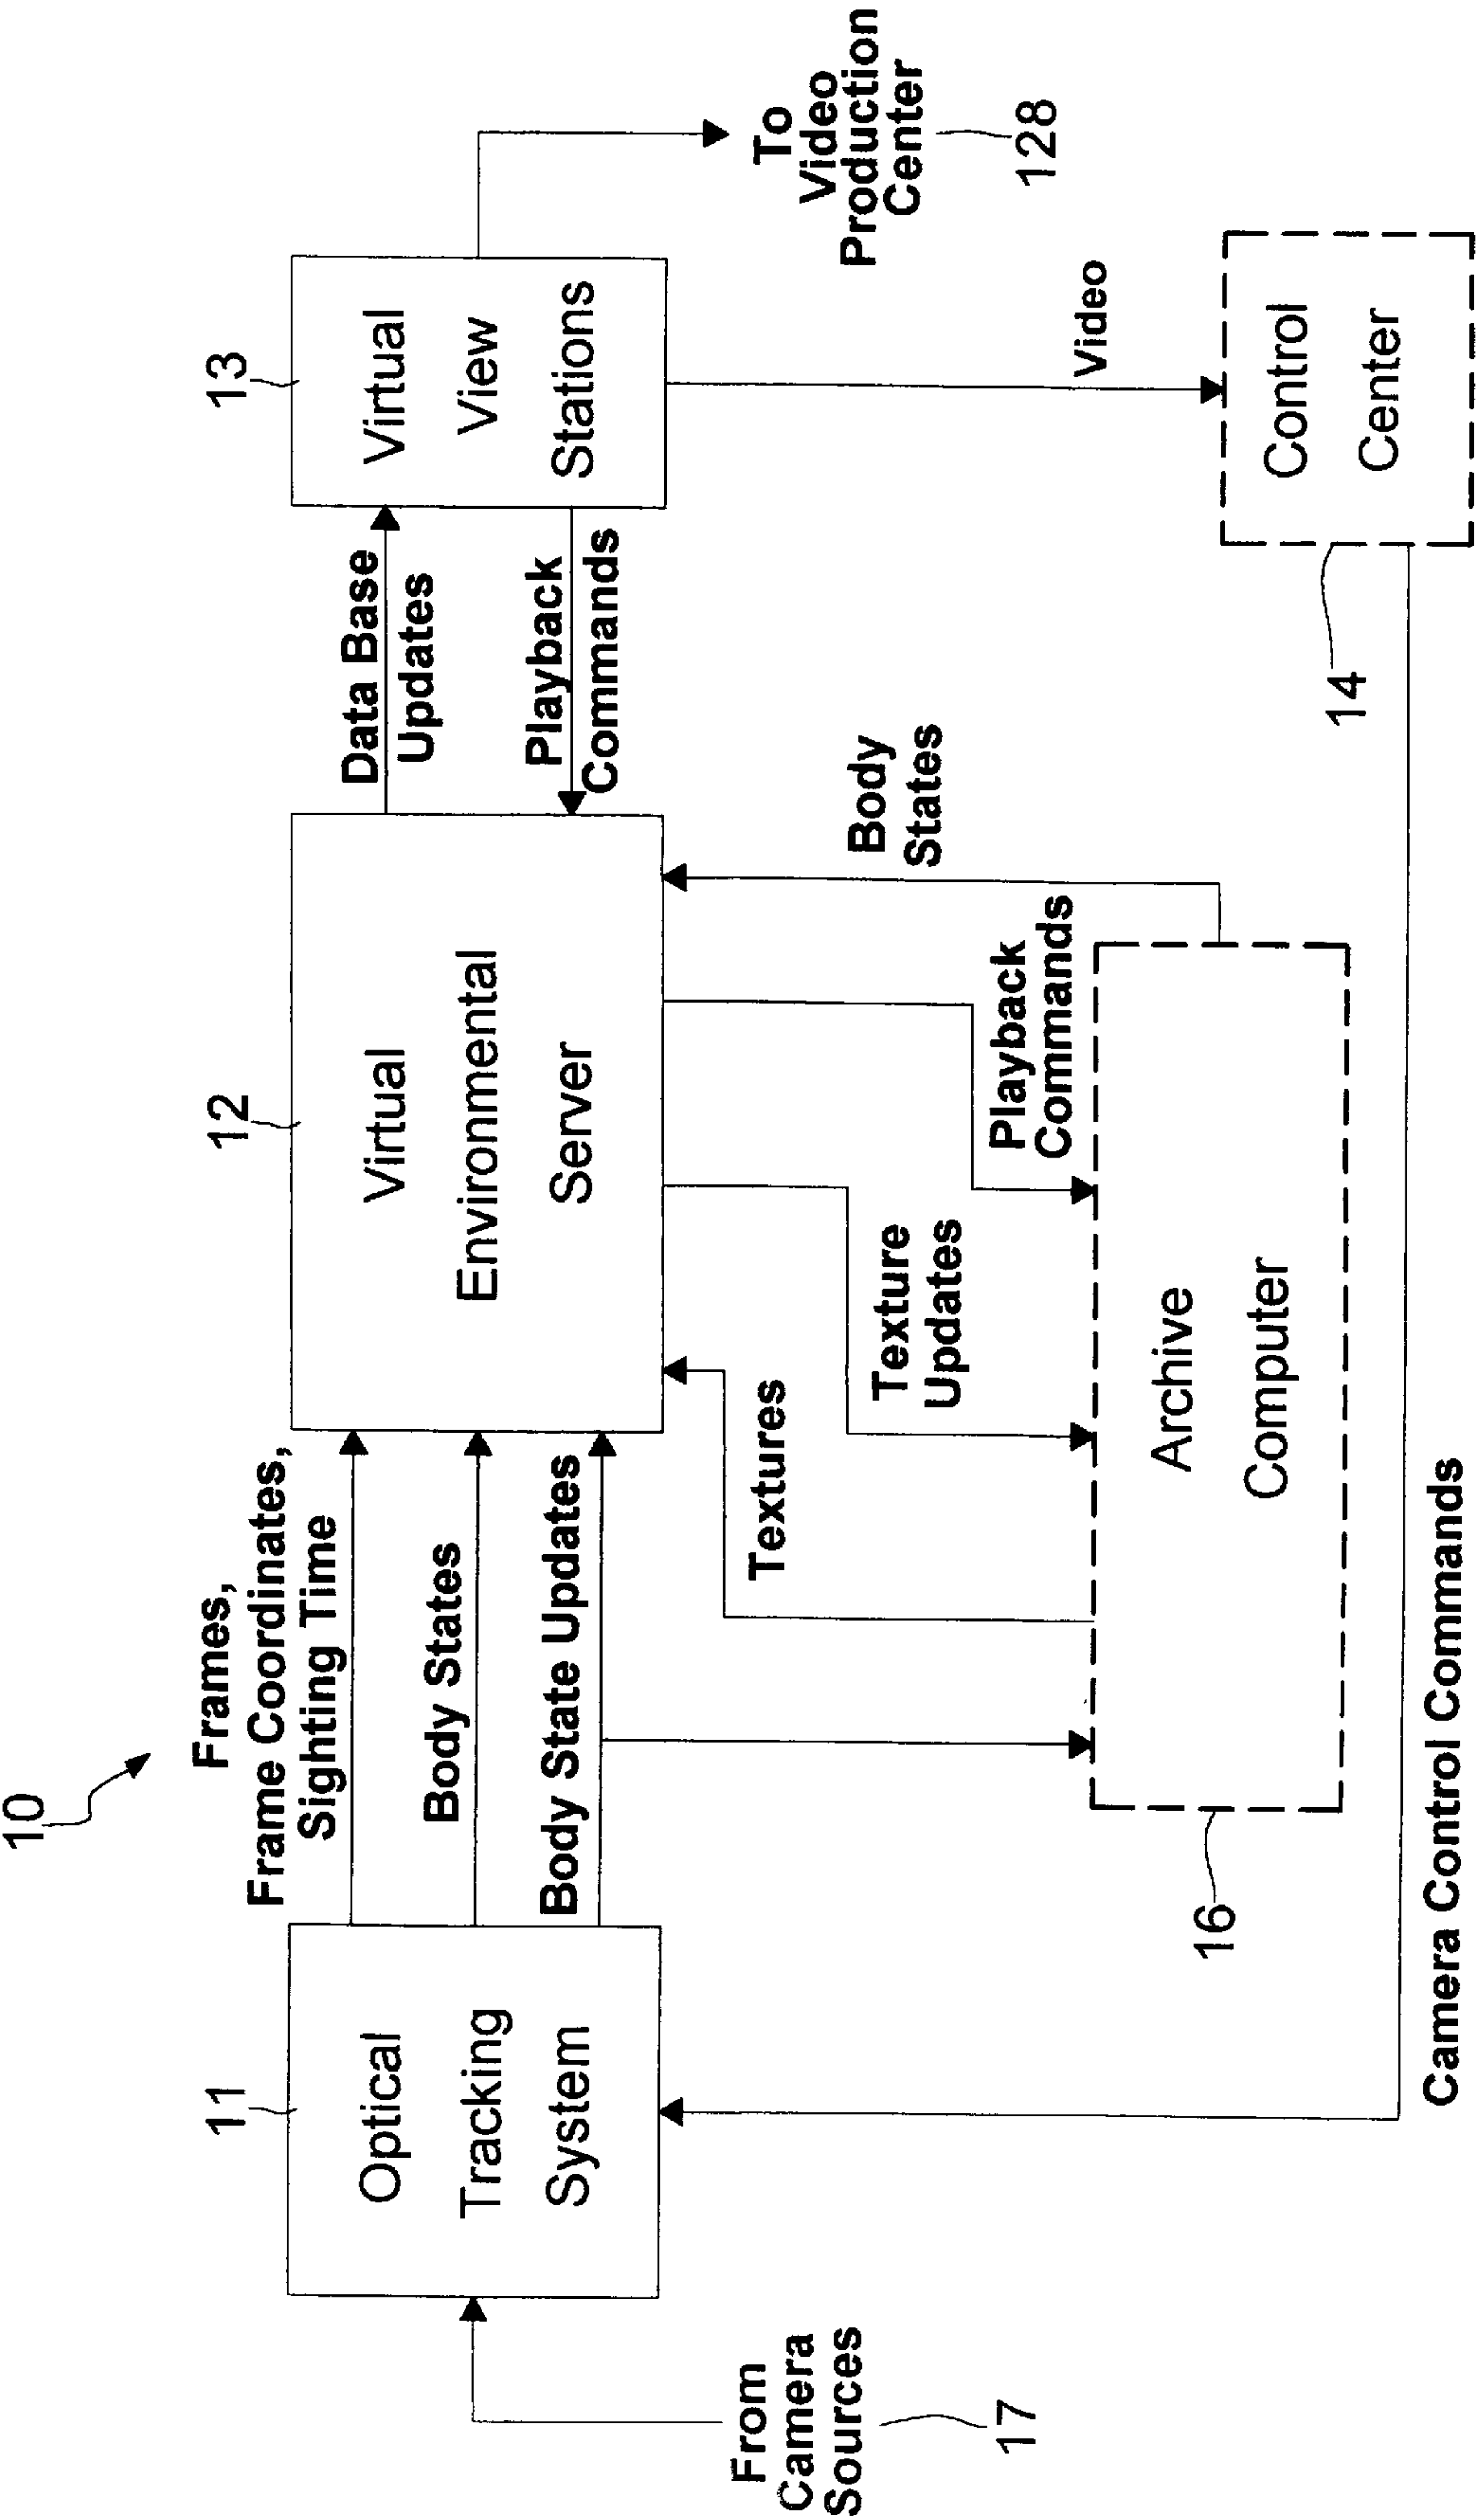 10
Frames,
Frame Coordinates,
Sighting Time
11
Optical
Tracking
System
Body States
Body State Updates
12
Virtual
Environmental
Server
Data Base
Updates
Playback
Commands
13
Virtual
View
Stations
To
Video
Production
Center
128
From
Camera
Sources
17
Textures
Texture
Updates
Playback
Commands
Body
States
Video
Archive
Computer
16
Control
Center
14
Camera Control Commands